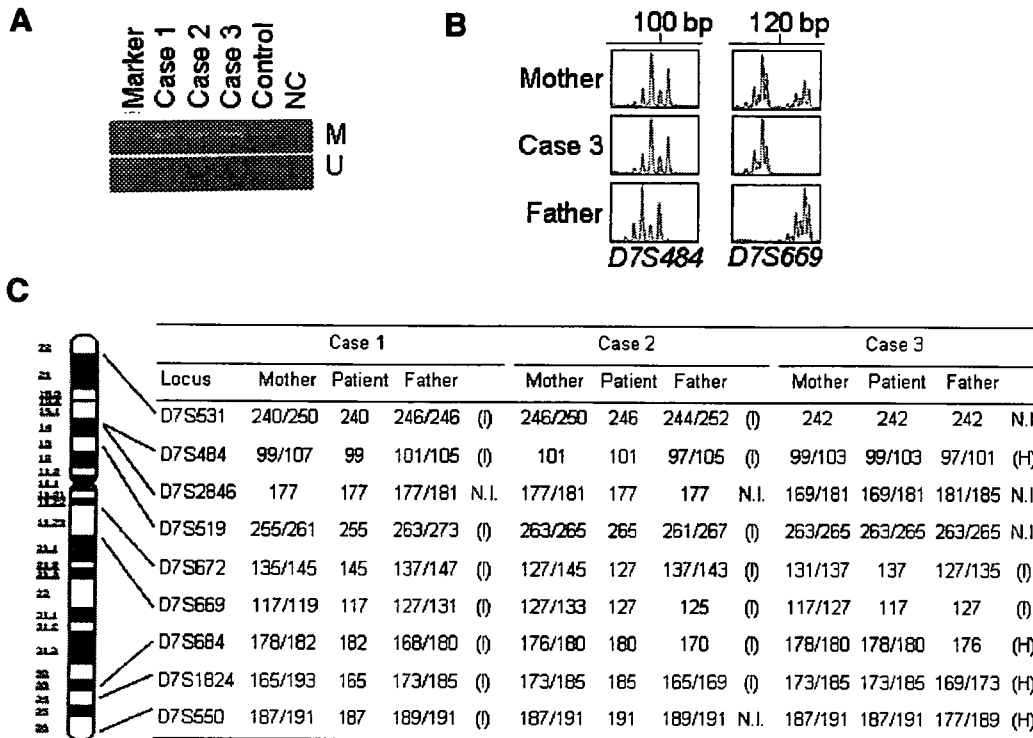 A
Marker
Case 1
Case 2
Case 3
Control
NC
M
U
B
100 bp
120 bp
Mother
Case 3
Father
D7S484
D7S669
C
Case 1 Case 2 Case 3
Locus Mother Patient Father Mother Patient Father Mother Patient Father
D7S531 240/250 240 246/246 (I) 246/250 246 244/252 (I) 242 242 242 N.I
D7S484 99/107 99 101/105 (I) 101 101 97/105 (I) 99/103 99/103 97/101 (H)
D7S2846 177 177 177/181 N.I. 177/181 177 177 N.I. 169/181 169/181 181/185 N.I
D7S519 255/261 255 263/273 (I) 263/265 265 261/267 (I) 263/265 263/265 263/265 N.I
D7S672 135/145 145 137/147 (I) 127/145 127 137/143 (I) 131/137 137 127/135 (I)
D7S669 117/119 117 127/131 (I) 127/133 127 125 (I) 117/127 117 127 (I)
D7S684 178/182 182 168/180 (I) 176/180 180 170 (I) 178/180 178/180 176 (H)
D7S1824 165/193 165 173/185 (I) 173/185 185 165/169 (I) 173/185 173/185 169/173 (H)
D7S550 187/191 187 189/191 (I) 187/191 191 189/191 N.I. 187/191 187/191 177/189 (H)